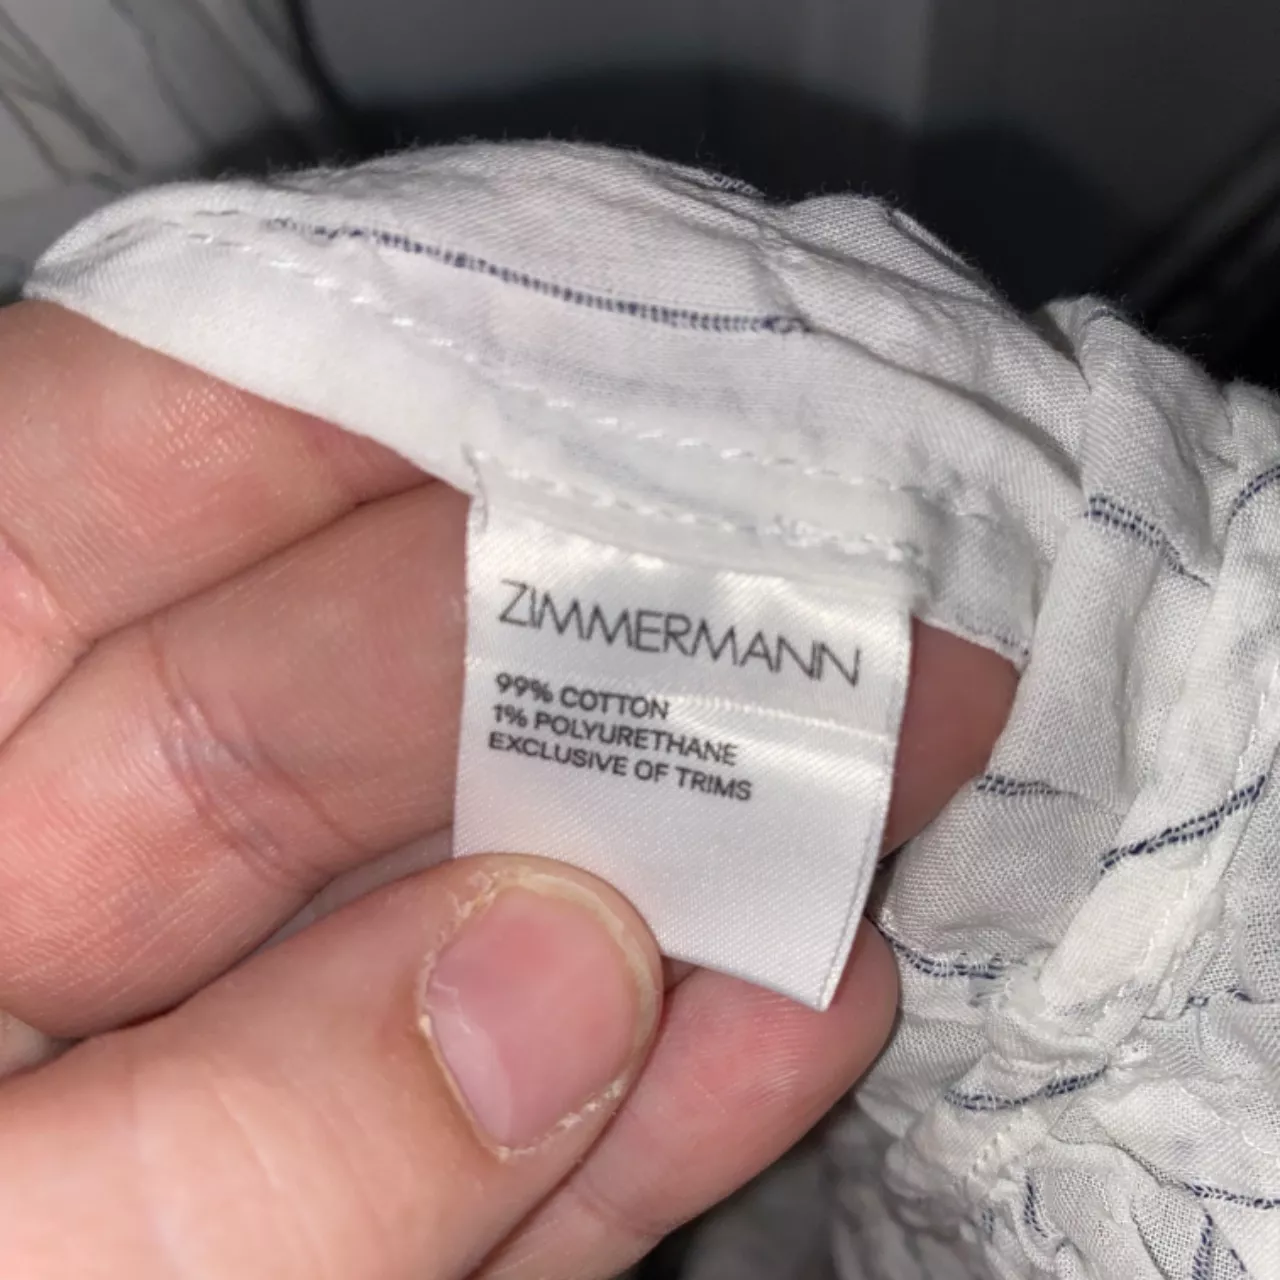 ZIMMERMANN
99% COTTON
1% POLYURETHANE
EXCLUSIVE OF TRIMS